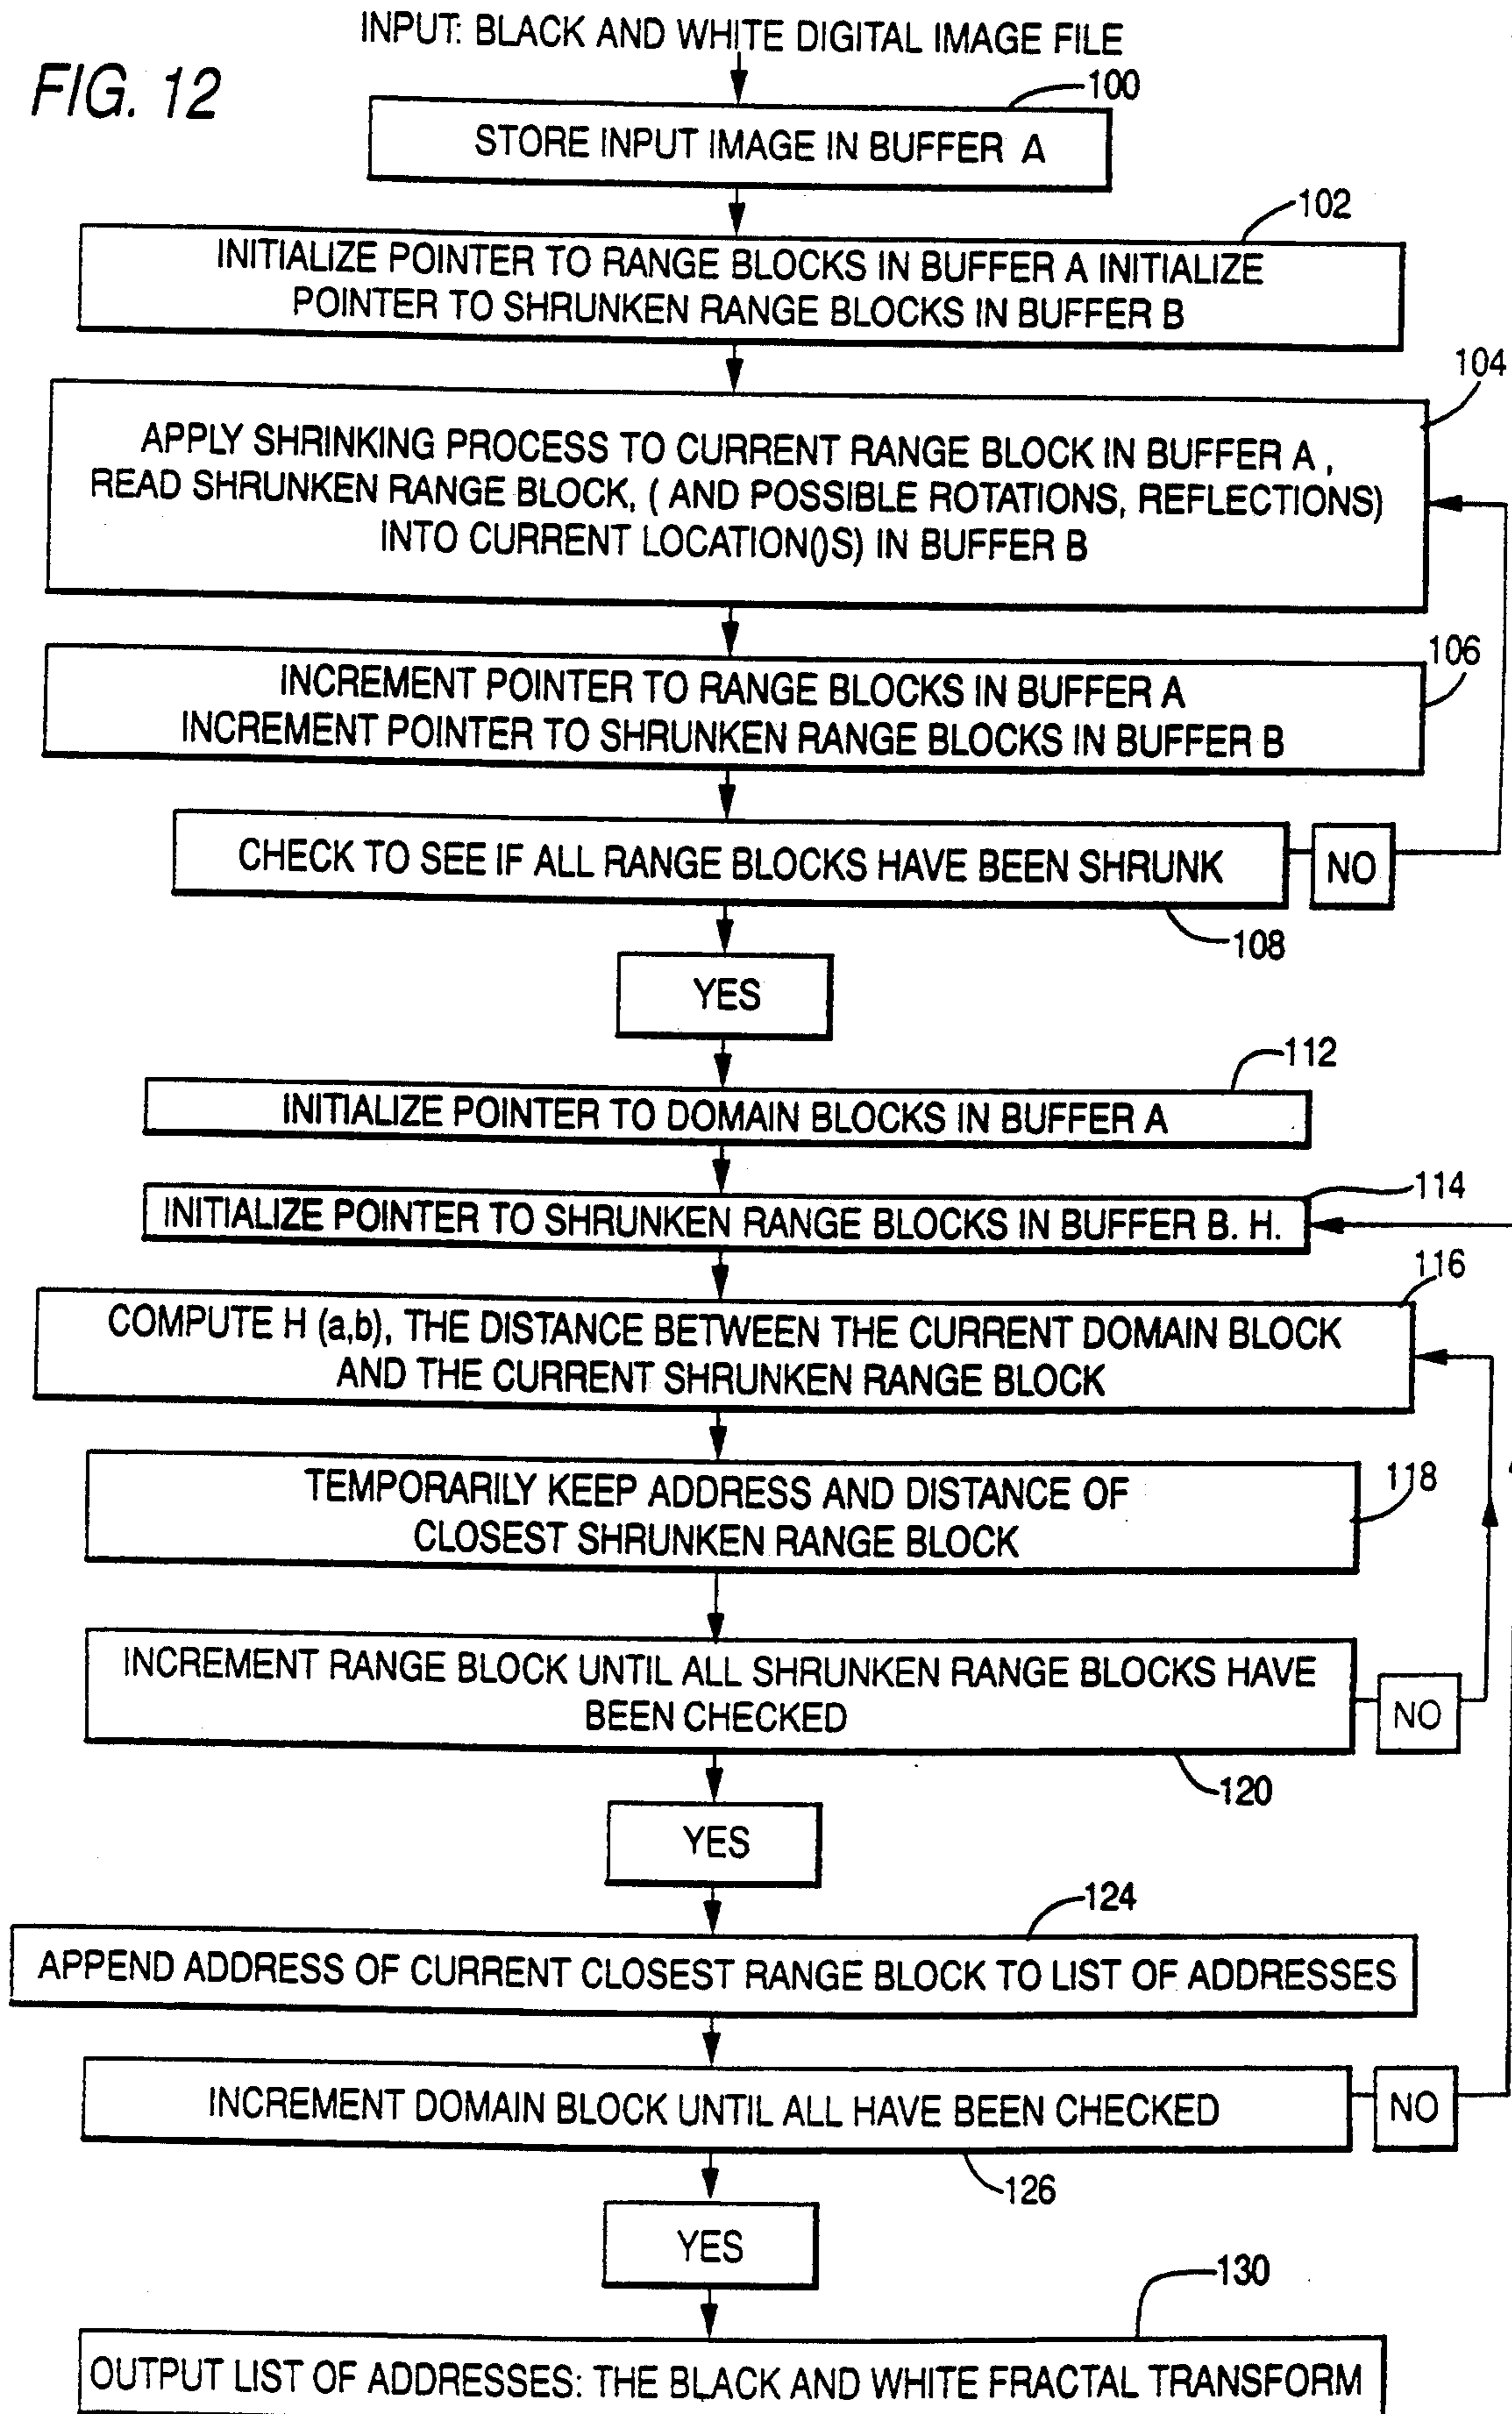 INPUT: BLACK AND WHITE DIGITAL IMAGE FILE
FIG. 12
100
STORE INPUT IMAGE IN BUFFER A
102
INITIALIZE POINTER TO RANGE BLOCKS IN BUFFER A INITIALIZE
POINTER TO SHRUNKEN RANGE BLOCKS IN BUFFER B
104
APPLY SHRINKING PROCESS TO CURRENT RANGE BLOCK IN BUFFER A ,
READ SHRUNKEN RANGE BLOCK, ( AND POSSIBLE ROTATIONS, REFLECTIONS)
INTO CURRENT LOCATION()S) IN BUFFER B
106
INCREMENT POINTER TO RANGE BLOCKS IN BUFFER A
INCREMENT POINTER TO SHRUNKEN RANGE BLOCKS IN BUFFER B
CHECK TO SEE IF ALL RANGE BLOCKS HAVE BEEN SHRUNK
NO
108
YES
112
INITIALIZE POINTER TO DOMAIN BLOCKS IN BUFFER A
114
INITIALIZE POINTER TO SHRUNKEN RANGE BLOCKS IN BUFFER B. H.
116
COMPUTE H (a,b), THE DISTANCE BETWEEN THE CURRENT DOMAIN BLOCK
AND THE CURRENT SHRUNKEN RANGE BLOCK
118
TEMPORARILY KEEP ADDRESS AND DISTANCE OF
CLOSEST SHRUNKEN RANGE BLOCK
INCREMENT RANGE BLOCK UNTIL ALL SHRUNKEN RANGE BLOCKS HAVE
BEEN CHECKED
NO
120
YES
124
APPEND ADDRESS OF CURRENT CLOSEST RANGE BLOCK TO LIST OF ADDRESSES
INCREMENT DOMAIN BLOCK UNTIL ALL HAVE BEEN CHECKED
NO
126
YES
130
OUTPUT LIST OF ADDRESSES: THE BLACK AND WHITE FRACTAL TRANSFORM